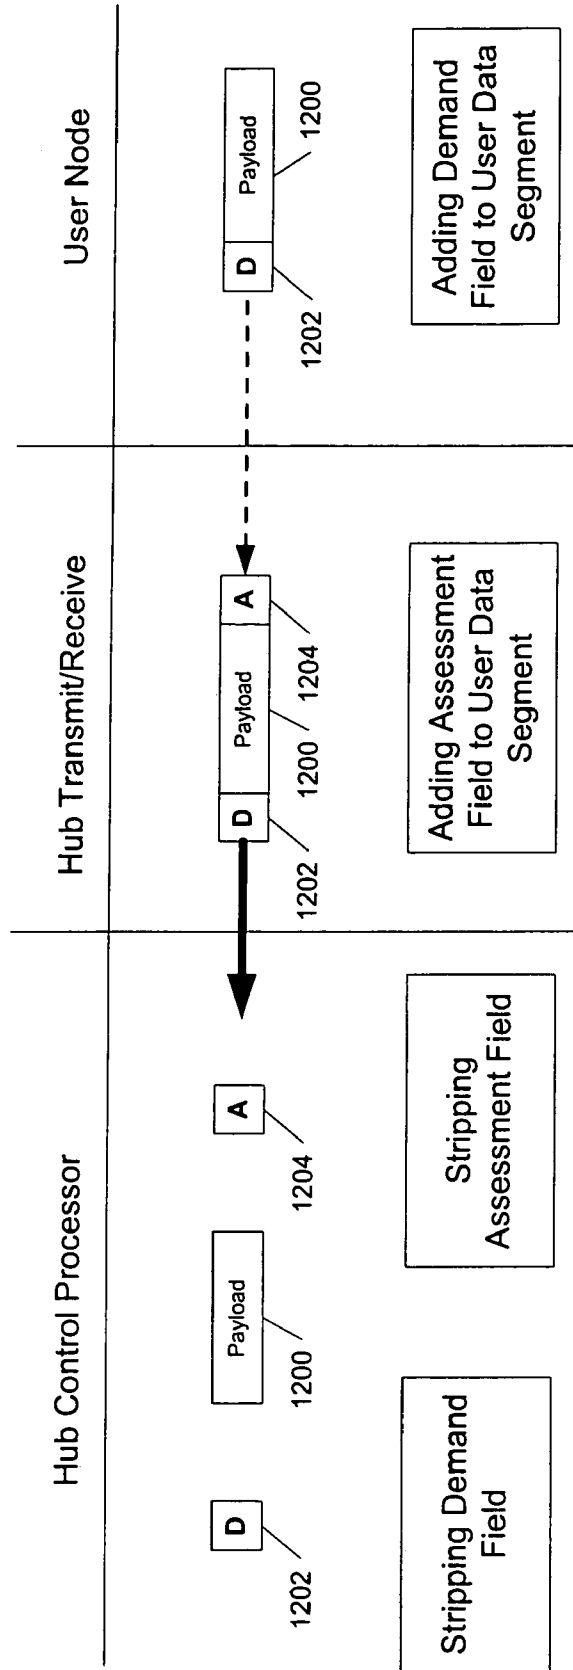 Hub Control Processor
Hub Transmit/Receive
User Node
D
1202
Payload
1200
A
1204
D
1202
Payload
1200
A
1204
D
1202
Payload
1200
Stripping Demand
Field
Stripping
Assessment Field
Adding Assessment
Field to User Data
Segment
Adding Demand
Field to User Data
Segment